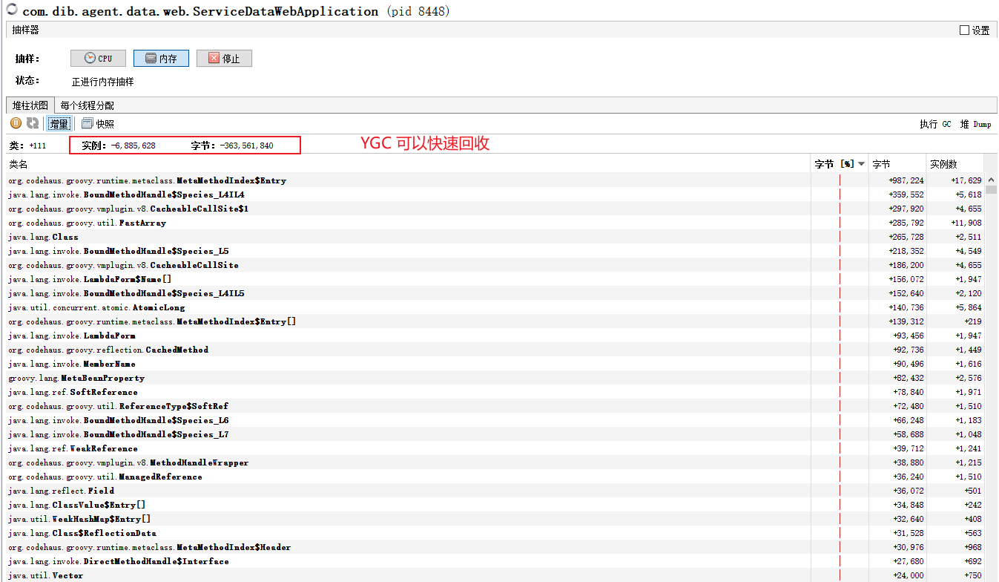 com.dib.agent.data.web.ServiceDataWebApplication (pid 8448)
抽样器 设置
抽样： CPU 内存 停止
状态： 正进行内存抽样
堆柱状图 每个线程分配
增量 快照 执行 GC 堆 Dump
类：+111 实例：-6,885,628 字节：-363,561,840 YGC 可以快速回收
类名 字节 [%] 字节 实例数
org.codehaus.groovy.runtime.metaclass.MetaMethodIndex$Entry +987,224 +17,629
java.lang.invoke.BoundMethodHandle$Species_L4IL4 +359,552 +5,618
org.codehaus.groovy.vmplugin.v8.CacheableCallSite$1 +297,920 +4,655
org.codehaus.groovy.util.FastArray +285,792 +11,908
java.lang.Class +265,728 +2,511
java.lang.invoke.BoundMethodHandle$Species_L5 +218,352 +4,549
org.codehaus.groovy.vmplugin.v8.CacheableCallSite +186,200 +4,655
java.lang.invoke.LambdaForm$Name[] +156,072 +1,947
java.lang.invoke.BoundMethodHandle$Species_L4IL5 +152,640 +2,120
java.util.concurrent.atomic.AtomicLong +140,736 +5,864
org.codehaus.groovy.runtime.metaclass.MetaMethodIndex$Entry[] +139,312 +219
java.lang.invoke.LambdaForm +93,456 +1,947
org.codehaus.groovy.reflection.CachedMethod +92,736 +1,449
java.lang.invoke.MemberName +90,496 +1,616
groovy.lang.MetaBeanProperty +82,432 +2,576
java.lang.ref.SoftReference +78,840 +1,971
org.codehaus.groovy.util.ReferenceType$SoftRef +72,480 +1,510
java.lang.invoke.BoundMethodHandle$Species_L6 +66,248 +1,183
java.lang.invoke.BoundMethodHandle$Species_L7 +58,688 +1,048
java.lang.ref.WeakReference +39,712 +1,241
org.codehaus.groovy.vmplugin.v8.MethodHandleWrapper +38,880 +1,215
org.codehaus.groovy.util.ManagedReference +36,240 +1,510
java.lang.reflect.Field +36,072 +501
java.lang.ClassValue$Entry[] +34,848 +242
java.util.WeakHashMap$Entry[] +32,640 +408
java.lang.Class$ReflectionData +31,528 +563
org.codehaus.groovy.runtime.metaclass.MetaMethodIndex$Header +30,976 +968
java.lang.invoke.DirectMethodHandle$Interface +27,680 +692
java.util.Vector +24,000 +750